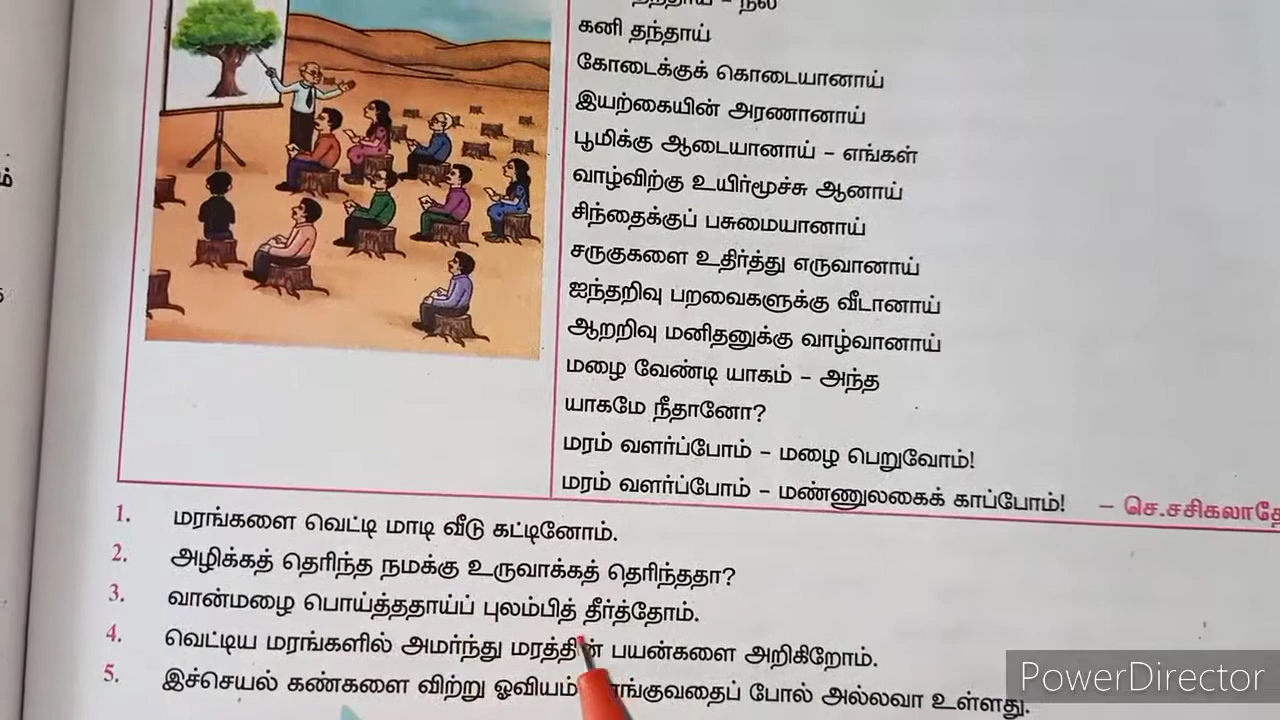 கனி தந்தாய்
கோடைக்குக் கொடையானாய்
இயற்கையின் அரணானாய்
பூமிக்கு ஆடையானாய் – எங்கள்
வாழ்விற்கு உயிர்மூச்சு ஆனாய்
சிந்தைக்குப் பசுமையானாய்
சருகுகளை உதிர்த்து எருவானாய்
ஐந்தறிவு பறவைகளுக்கு வீடானாய்
ஆறறிவு மனிதனுக்கு வாழ்வானாய்
மழை வேண்டி யாகம் – அந்த
யாகமே நீதானோ?
மரம் வளர்ப்போம் – மழை பெறுவோம்!
மரம் வளர்ப்போம் – மண்ணுலகைக் காப்போம்!
– செ.சசிகலாதே
1. மரங்களை வெட்டி மாடி வீடு கட்டினோம்.
2. அழிக்கத் தெரிந்த நமக்கு உருவாக்கத் தெரிந்ததா?
3. வான்மழை பொய்த்ததாய்ப் புலம்பித் தீர்த்தோம்.
4. வெட்டிய மரங்களில் அமர்ந்து மரத்தின் பயன்களை அறிகிறோம்.
5. இச்செயல் கண்களை விற்று ஓவியம் போல் அல்லவா உள்ளது.
PowerDirector